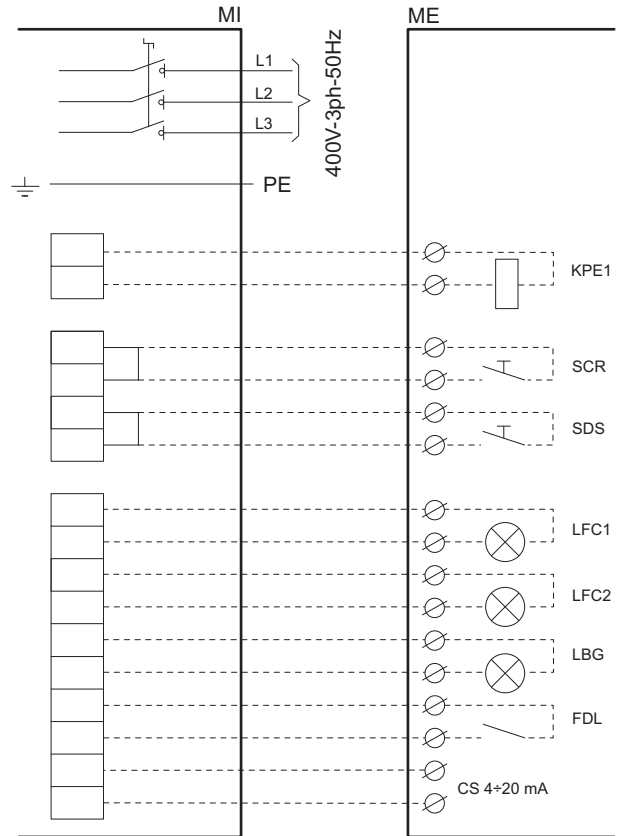 MI
ME
L1
L2
L3
400V-3ph-50Hz
PE
KPE1
SCR
SDS
LFC1
LFC2
LBG
FDL
CS 4÷20 mA